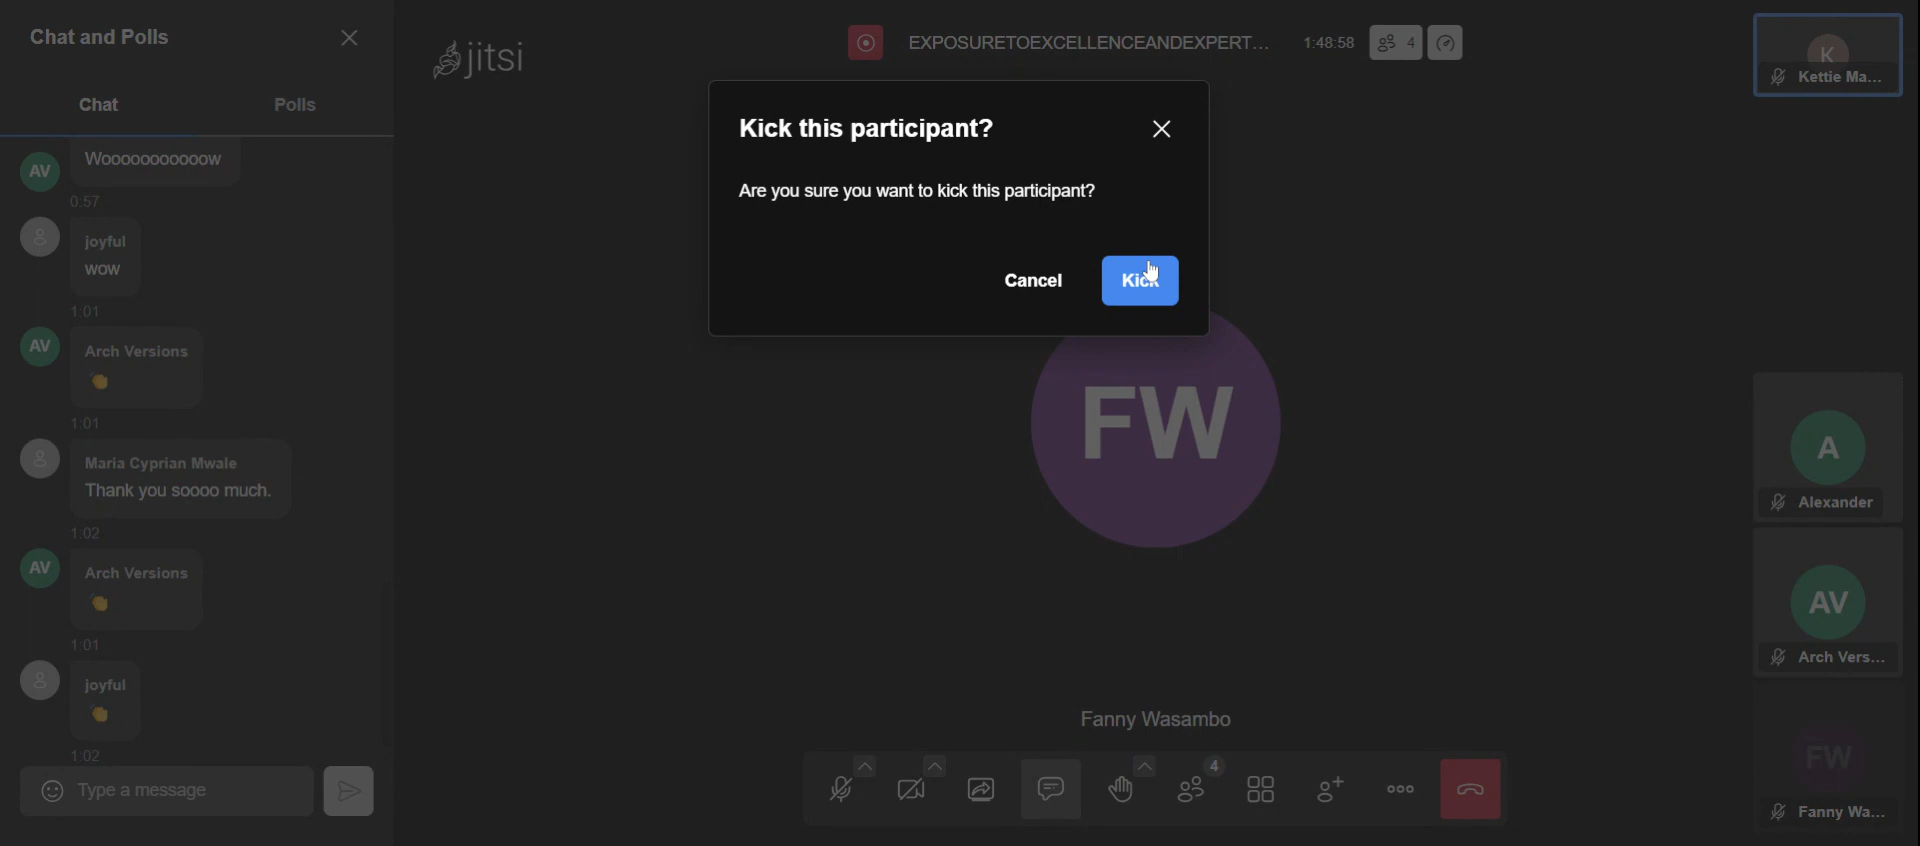 Chat and Polls
Chat
Polls
AV
Woooooooooooow
0:57
joyful
wow
1:01
AV
Arch Versions
👏
1:01
Maria Cyprian Mwale
Thank you soooo much.
1:02
AV
Arch Versions
👏
1:01
joyful
👏
1:02
Type a message
jitsi
EXPOSURETOEXCELLENCEANDEXPERT...
1:48:58
4
Kick this participant?
Are you sure you want to kick this participant?
Cancel
Kick
FW
Fanny Wasambo
4
K
Kettie Ma...
A
Alexander
AV
Arch Vers...
FW
Fanny Wa...